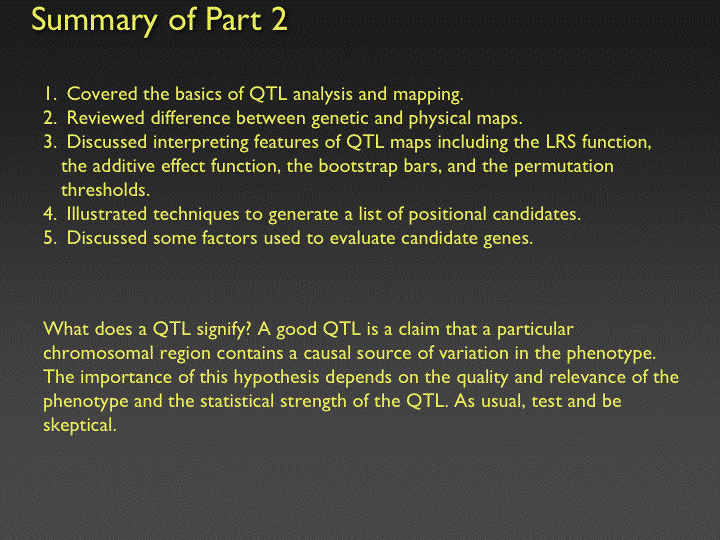 Summary of Part 2
1. Covered the basics of QTL analysis and mapping.
2. Reviewed difference between genetic and physical maps.
3. Discussed interpreting features of QTL maps including the LRS function,
the additive effect function, the bootstrap bars, and the permutation
thresholds.
4. Illustrated techniques to generate a list of positional candidates.
5. Discussed some factors used to evaluate candidate genes.
What does a QTL signify? A good QTL is a claim that a particular
chromosomal region contains a causal source of variation in the phenotype.
The importance of this hypothesis depends on the quality and relevance of the
phenotype and the statistical strength of the QTL. As usual, test and be
skeptical.